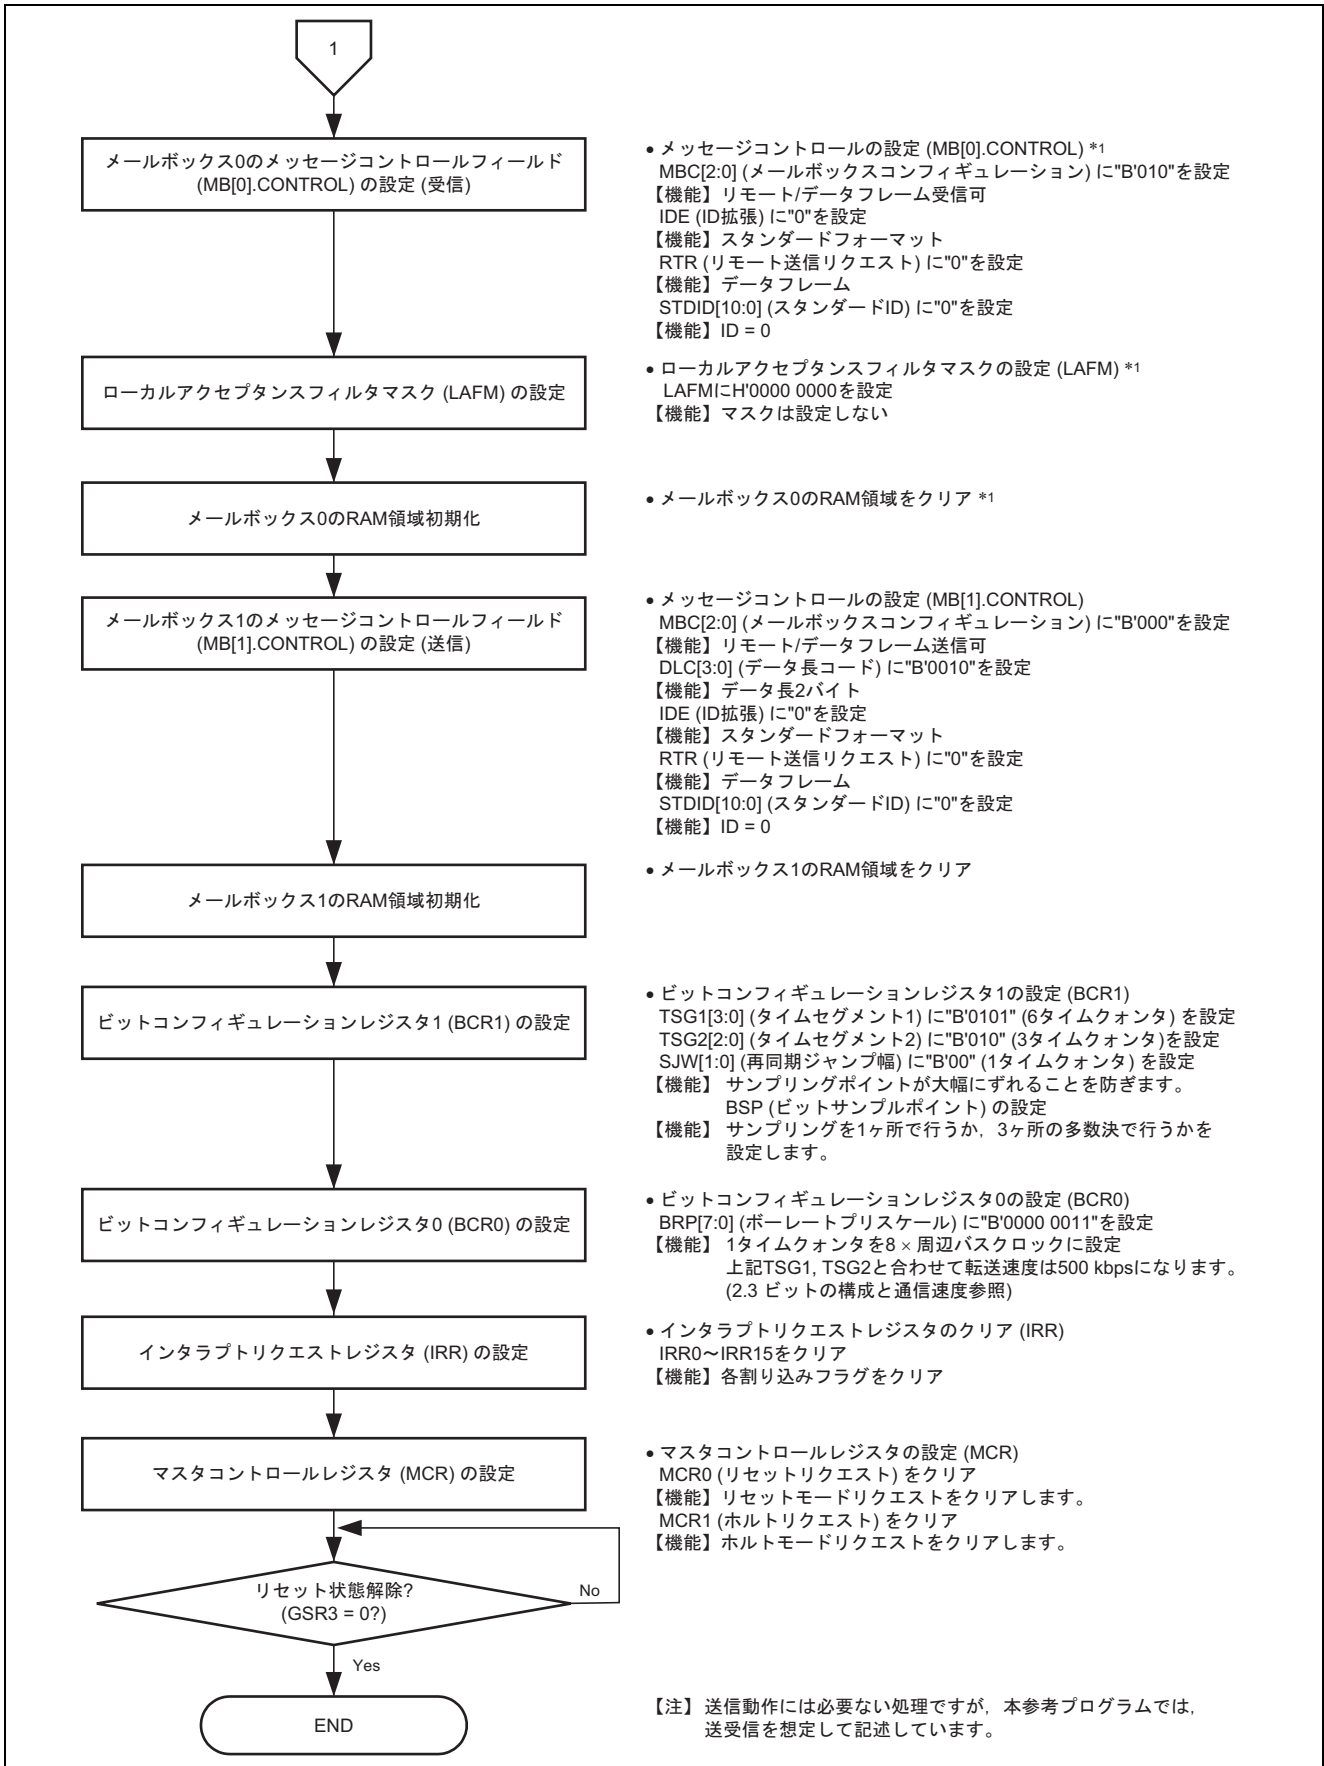 1
メールボックス0のメッセージコントロールフィールド
(MB[0].CONTROL) の設定 (受信)
• メッセージコントロールの設定 (MB[0].CONTROL) *1
MBC[2:0] (メールボックスコンフィギュレーション) に"B'010"を設定
【機能】リモート/データフレーム受信可
IDE (ID拡張) に"0"を設定
【機能】スタンダードフォーマット
RTR (リモート送信リクエスト) に"0"を設定
【機能】データフレーム
STDID[10:0] (スタンダードID) に"0"を設定
【機能】ID = 0
ローカルアクセプタンスフィルタマスク (LAFM) の設定
• ローカルアクセプタンスフィルタマスクの設定 (LAFM) *1
LAFMにH'0000 0000を設定
【機能】マスクは設定しない
メールボックス0のRAM領域初期化
• メールボックス0のRAM領域をクリア *1
メールボックス1のメッセージコントロールフィールド
(MB[1].CONTROL) の設定 (送信)
• メッセージコントロールの設定 (MB[1].CONTROL)
MBC[2:0] (メールボックスコンフィギュレーション) に"B'000"を設定
【機能】リモート/データフレーム送信可
DLC[3:0] (データ長コード) に"B'0010"を設定
【機能】データ長2バイト
IDE (ID拡張) に"0"を設定
【機能】スタンダードフォーマット
RTR (リモート送信リクエスト) に"0"を設定
【機能】データフレーム
STDID[10:0] (スタンダードID) に"0"を設定
【機能】ID = 0
メールボックス1のRAM領域初期化
• メールボックス1のRAM領域をクリア
ビットコンフィギュレーションレジスタ1 (BCR1) の設定
• ビットコンフィギュレーションレジスタ1の設定 (BCR1)
TSG1[3:0] (タイムセグメント1) に"B'0101" (6タイムクォンタ) を設定
TSG2[2:0] (タイムセグメント2) に"B'010" (3タイムクォンタ)を設定
SJW[1:0] (再同期ジャンプ幅) に"B'00" (1タイムクォンタ) を設定
【機能】 サンプリングポイントが大幅にずれることを防ぎます。
BSP (ビットサンプルポイント) の設定
【機能】 サンプリングを1ヶ所で行うか，3ヶ所の多数決で行うかを
設定します。
ビットコンフィギュレーションレジスタ0 (BCR0) の設定
• ビットコンフィギュレーションレジスタ0の設定 (BCR0)
BRP[7:0] (ボーレートプリスケール) に"B'0000 0011"を設定
【機能】 1タイムクォンタを8 × 周辺バスクロックに設定
上記TSG1, TSG2と合わせて転送速度は500 kbpsになります。
(2.3 ビットの構成と通信速度参照)
インタラプトリクエストレジスタ (IRR) の設定
• インタラプトリクエストレジスタのクリア (IRR)
IRR0～IRR15をクリア
【機能】各割り込みフラグをクリア
マスタコントロールレジスタ (MCR) の設定
• マスタコントロールレジスタの設定 (MCR)
MCR0 (リセットリクエスト) をクリア
【機能】リセットモードリクエストをクリアします。
MCR1 (ホルトリクエスト) をクリア
【機能】ホルトモードリクエストをクリアします。
リセット状態解除?
(GSR3 = 0?)
No
Yes
END
【注】 送信動作には必要ない処理ですが，本参考プログラムでは，
送受信を想定して記述しています。